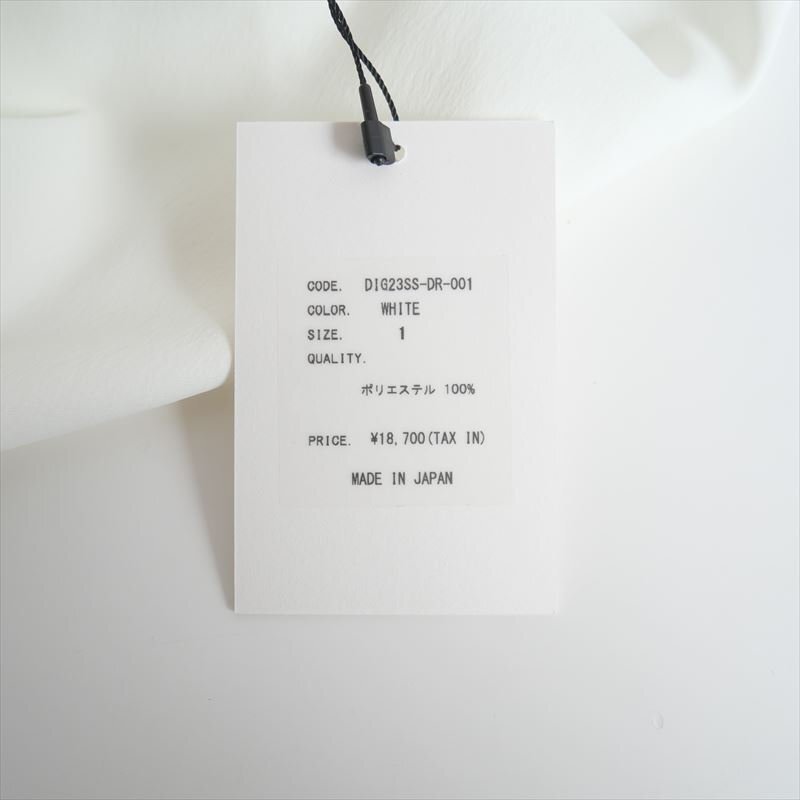 CODE. DIG23SS-DR-001
COLOR. WHITE
SIZE. 1
QUALITY.
ポリエステル 100%
PRICE. ¥18,700(TAX IN)
MADE IN JAPAN